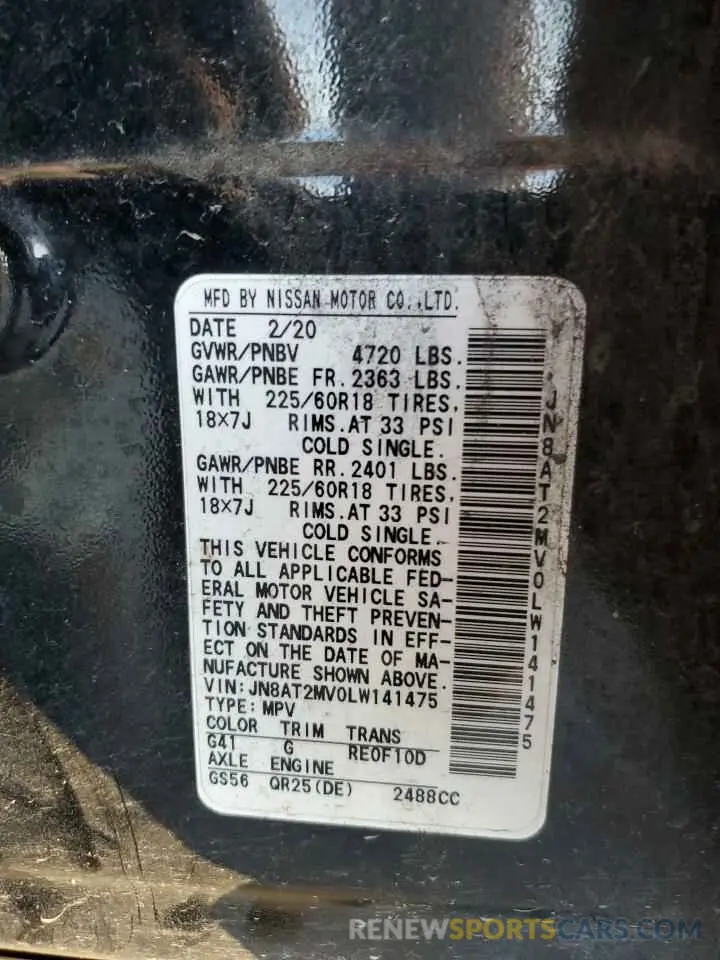 MFD BY NISSAN MOTOR CO.,LTD.
DATE 2/20
GVWR/PNBV 4720 LBS.
GAWR/PNBE FR. 2363 LBS.
WITH 225/60R18 TIRES,
18×7J RIMS.AT 33 PSI
COLD SINGLE.
GAWR/PNBE RR. 2401 LBS.
WITH 225/60R18 TIRES,
18×7J RIMS.AT 33 PSI
COLD SINGLE.
THIS VEHICLE CONFORMS
TO ALL APPLICABLE FED-
ERAL MOTOR VEHICLE SA-
FETY AND THEFT PREVEN-
TION STANDARDS IN EFF-
ECT ON THE DATE OF MA-
NUFACTURE SHOWN ABOVE.
VIN: JN8AT2MV0LW141475
TYPE: MPV
COLOR TRIM TRANS
G41 G RE0F10D
AXLE ENGINE
GS56 QR25(DE) 2488CC
JN8AT2MV0LW141475
RENEWSPORTSCARS.COM